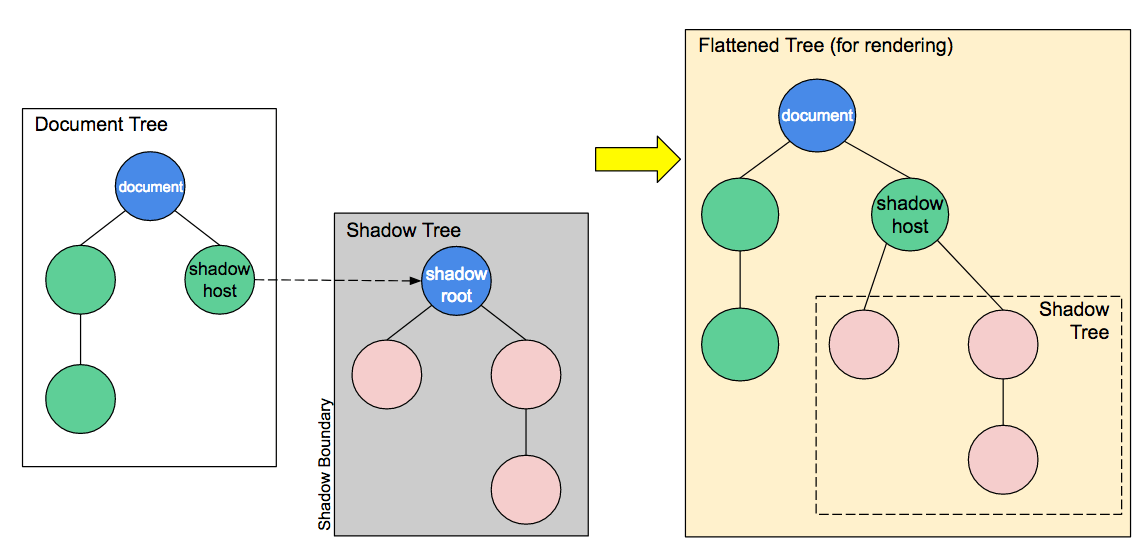 Document Tree
document
shadow
host
Shadow Tree
shadow
root
Shadow Boundary
Flattened Tree (for rendering)
document
shadow
host
Shadow
Tree